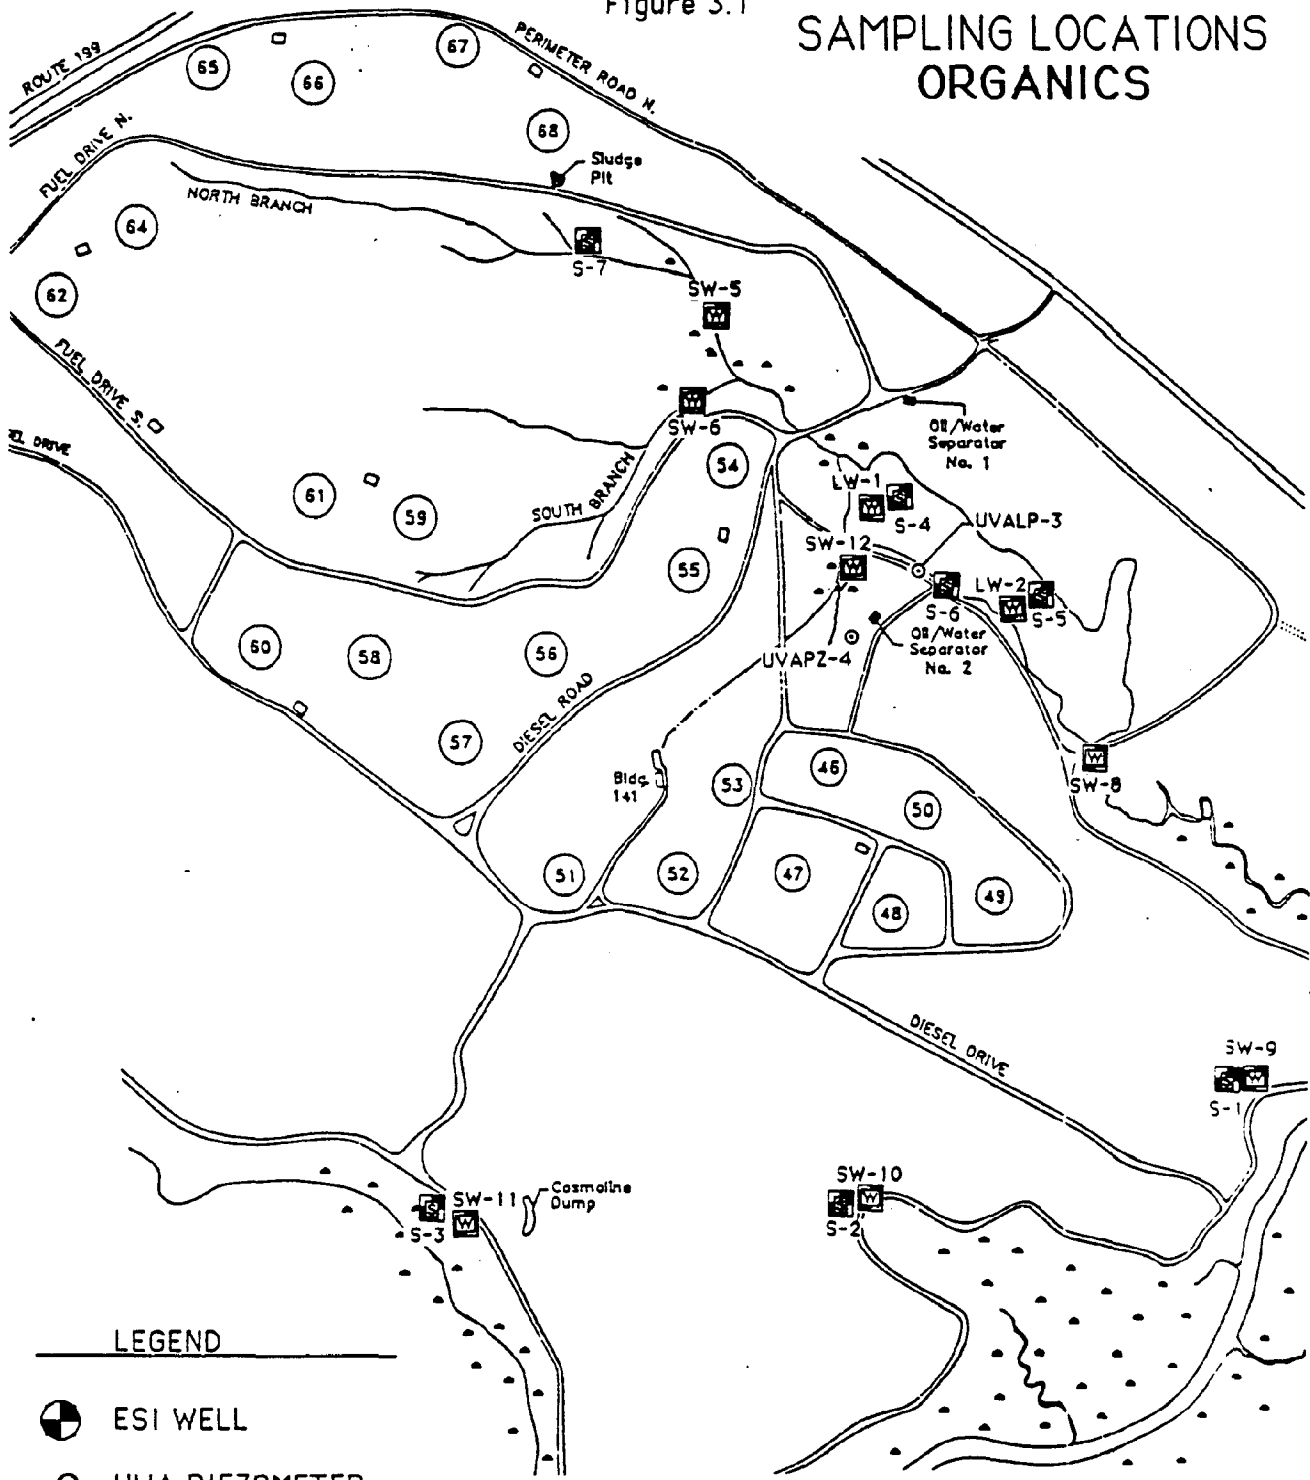 Figure 3.1
SAMPLING LOCATIONS
ORGANICS
ROUTE 199
65
66
67
PERIMETER ROAD N.
68
FUEL DRIVE N.
Sludge
Pit
NORTH BRANCH
64
S
S-7
62
SW-5
W
FUEL DRIVE S.
W
SW-6
Oil/Water
Separator
No. 1
SEL DRIVE
54
61
59
SOUTH BRANCH
LW-1
W
S
S-4
UVALP-3
SW-12
W
55
S
S-6
LW-2
W
S
S-5
60
58
56
Oil/Water
Separator
No. 2
UVAPZ-4
57
DIESEL ROAD
Bldg
141
53
46
50
W
SW-8
51
52
47
48
49
DIESEL DRIVE
SW-9
S
W
S-1
SW-10
S
W
S-2
S
SW-11
W
S-3
Cosmoline
Dump
LEGEND
ESI WELL
UVA PIEZOMETER